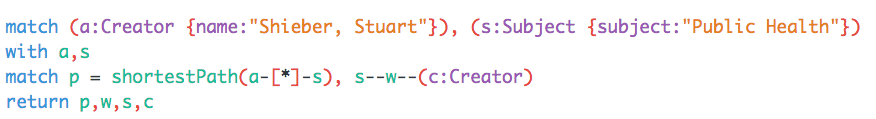 match (a:Creator {name:"Shieber, Stuart"}), (s:Subject {subject:"Public Health"})
with a,s
match p = shortestPath(a-[*]-s), s--w--(c:Creator)
return p,w,s,c